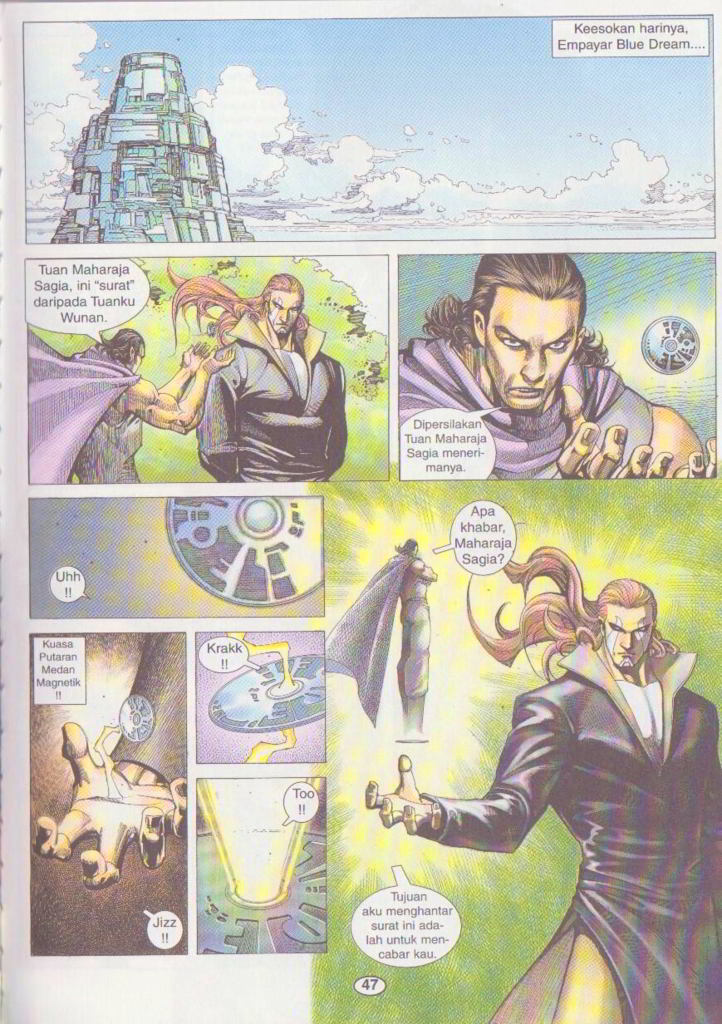 Keesokan harinya,
Empayar Blue Dream....
Tuan Maharaja
Sagia, ini "surat"
daripada Tuanku
Wunan.
Dipersilakan
Tuan Maharaja
Sagia meneri-
manya.
Uhh
!!
Apa
khabar,
Maharaja
Sagia?
Kuasa
Putaran
Medan
Magnetik
!!
Krakk
!!
Too
!!
Jizz
!!
Tujuan
aku menghantar
surat ini ada-
lah untuk men-
cabar kau.
47